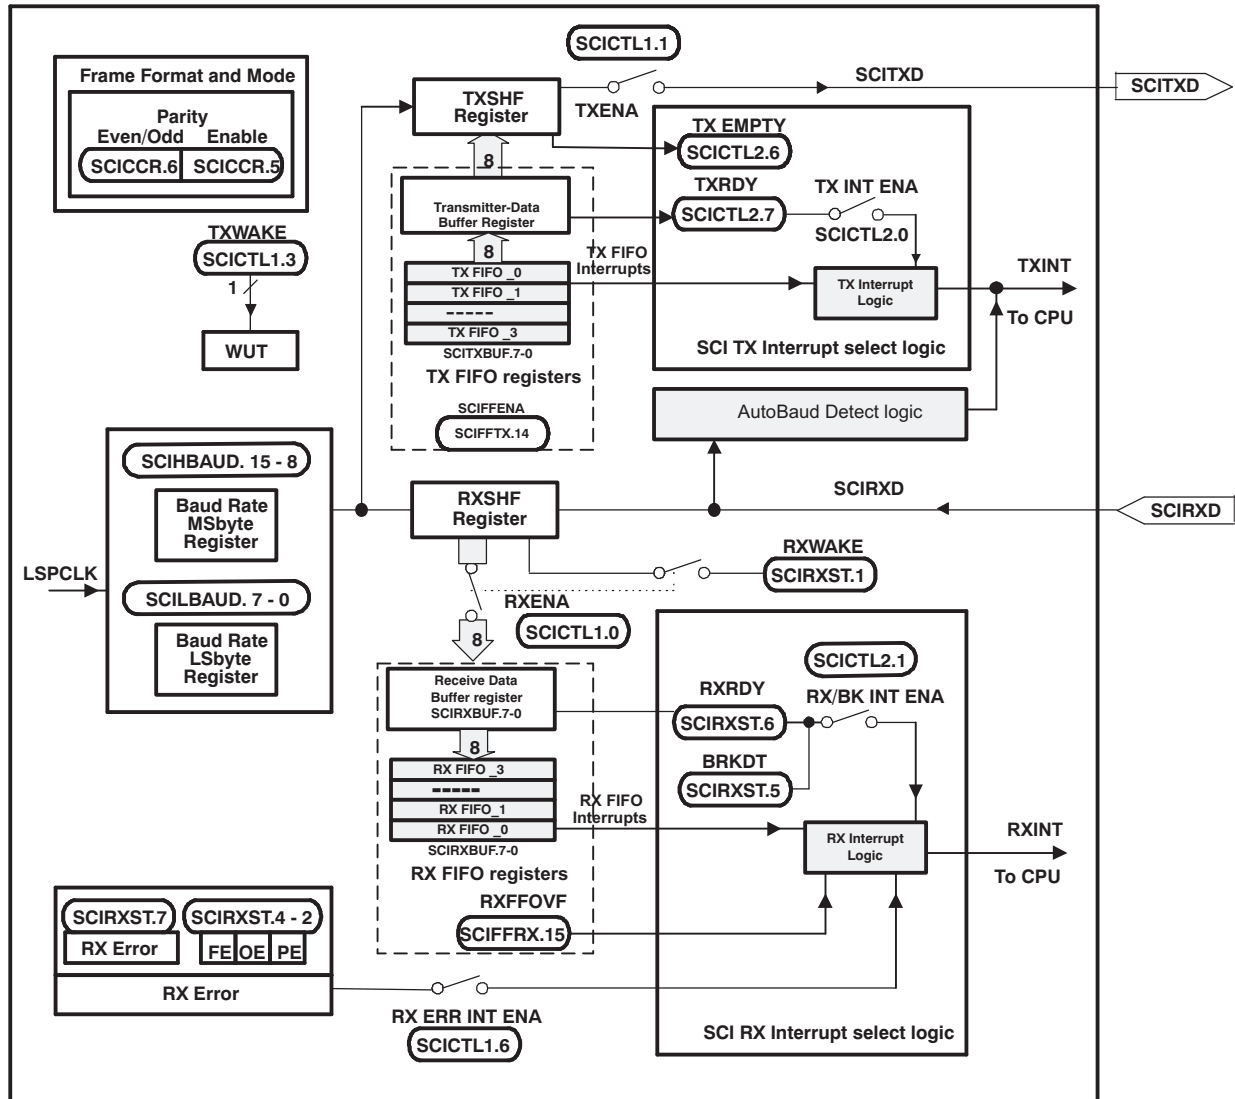 SCICTL1.1
Frame Format and Mode
Parity
Even/Odd Enable
SCICCR.6 SCICCR.5
TXSHF
Register
TXENA
SCITXD
SCITXD
TX EMPTY
SCICTL2.6
8
Transmitter-Data
Buffer Register
TXRDY
SCICTL2.7
TX INT ENA
SCICTL2.0
TXWAKE
SCICTL1.3
1
WUT
8
TX FIFO
Interrupts
TX FIFO _0
TX FIFO _1
-----
TX FIFO _3
SCITXBUF.7-0
TX FIFO registers
SCIFFENA
SCIFFTX.14
TX Interrupt
Logic
TXINT
To CPU
SCI TX Interrupt select logic
AutoBaud Detect logic
SCIHBAUD. 15 - 8
Baud Rate
MSbyte
Register
LSPCLK
SCILBAUD. 7 - 0
Baud Rate
LSbyte
Register
RXSHF
Register
SCIRXD
SCIRXD
RXWAKE
SCIRXST.1
RXENA
SCICTL1.0
8
Receive Data
Buffer register
SCIRXBUF.7-0
8
RX FIFO _3
-----
RX FIFO_1
RX FIFO _0
SCIRXBUF.7-0
RX FIFO registers
RX FIFO
Interrupts
SCICTL2.1
RXRDY
RX/BK INT ENA
SCIRXST.6
BRKDT
SCIRXST.5
RX Interrupt
Logic
RXINT
To CPU
RXFFOVF
SCIFFRX.15
SCIRXST.7 SCIRXST.4 - 2
RX Error FE OE PE
RX Error
RX ERR INT ENA
SCICTL1.6
SCI RX Interrupt select logic